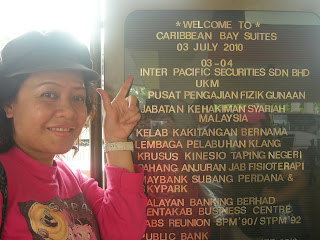 *WELCOME TO*
CARIBBEAN BAY SUITES
03 JULY 2010
03-04
INTER PACIFIC SECURITIES SDN BHD
UKM
PUSAT PENGAJIAN FIZIK GUNAAN
JABATAN KEHAKIMAN SYARIAH
MALAYSIA
KELAB KAKITANGAN BERNAMA
LEMBAGA PELABUHAN KLANG
KRUSUS KINESIO TAPING NEGERI
PAHANG ANJURAN JAB FISIOTERAPI
MAYBANK SUBANG PERDANA &
SKYPARK
MALAYAN BANKING BERHAD
MENTAKAB BUSINESS CENTRE
ABS REUNION SPM'90/ STPM'92
PUBLIC BANK